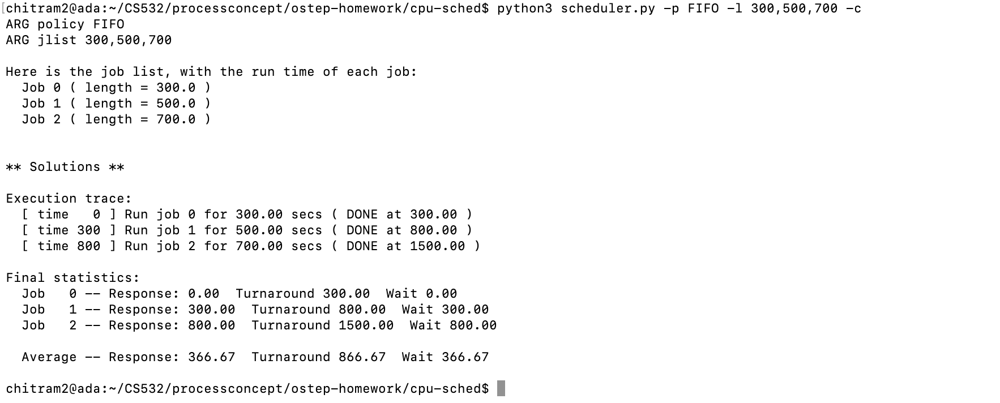 [chitram2@ada:~/CS532/processconcept/ostep-homework/cpu-sched$ python3 scheduler.py -p FIFO -l 300,500,700 -c
ARG policy FIFO
ARG jlist 300,500,700
Here is the job list, with the run time of each job:
Job 0 ( length = 300.0 )
Job 1 ( length = 500.0 )
Job 2 ( length = 700.0 )
** Solutions **
Execution trace:
[ time   0 ] Run job 0 for 300.00 secs ( DONE at 300.00 )
[ time 300 ] Run job 1 for 500.00 secs ( DONE at 800.00 )
[ time 800 ] Run job 2 for 700.00 secs ( DONE at 1500.00 )
Final statistics:
Job   0 -- Response: 0.00  Turnaround 300.00  Wait 0.00
Job   1 -- Response: 300.00  Turnaround 800.00  Wait 300.00
Job   2 -- Response: 800.00  Turnaround 1500.00  Wait 800.00
Average -- Response: 366.67  Turnaround 866.67  Wait 366.67
chitram2@ada:~/CS532/processconcept/ostep-homework/cpu-sched$